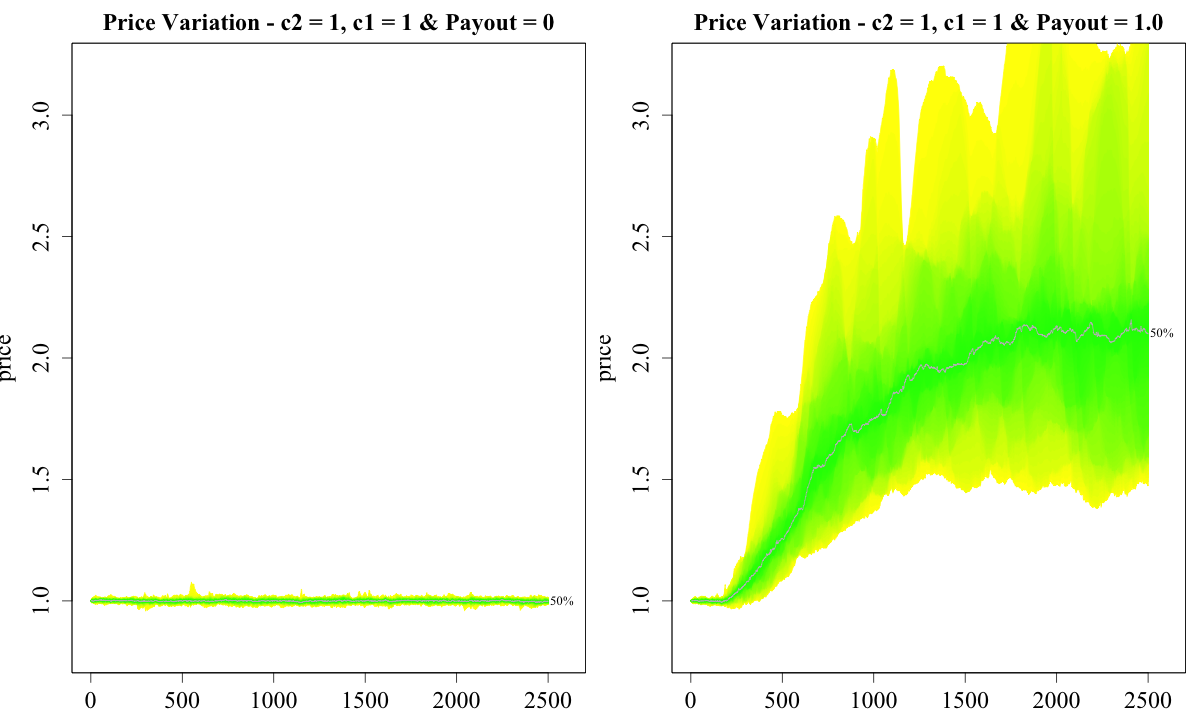 Price Variation - c2 = 1, c1 = 1 & Payout = 0
price
3.0
2.5
2.0
1.5
1.0
50%
0 500 1000 1500 2000 2500
Price Variation - c2 = 1, c1 = 1 & Payout = 1.0
price
3.0
2.5
2.0
1.5
1.0
50%
0 500 1000 1500 2000 2500